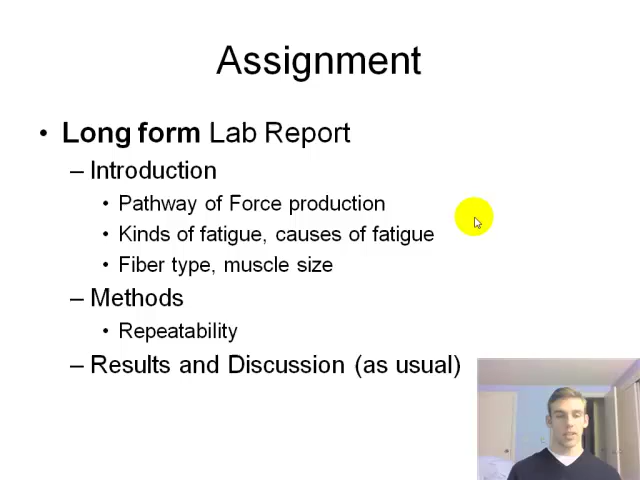 Assignment
• Long form Lab Report
– Introduction
• Pathway of Force production
• Kinds of fatigue, causes of fatigue
• Fiber type, muscle size
– Methods
• Repeatability
– Results and Discussion (as usual)